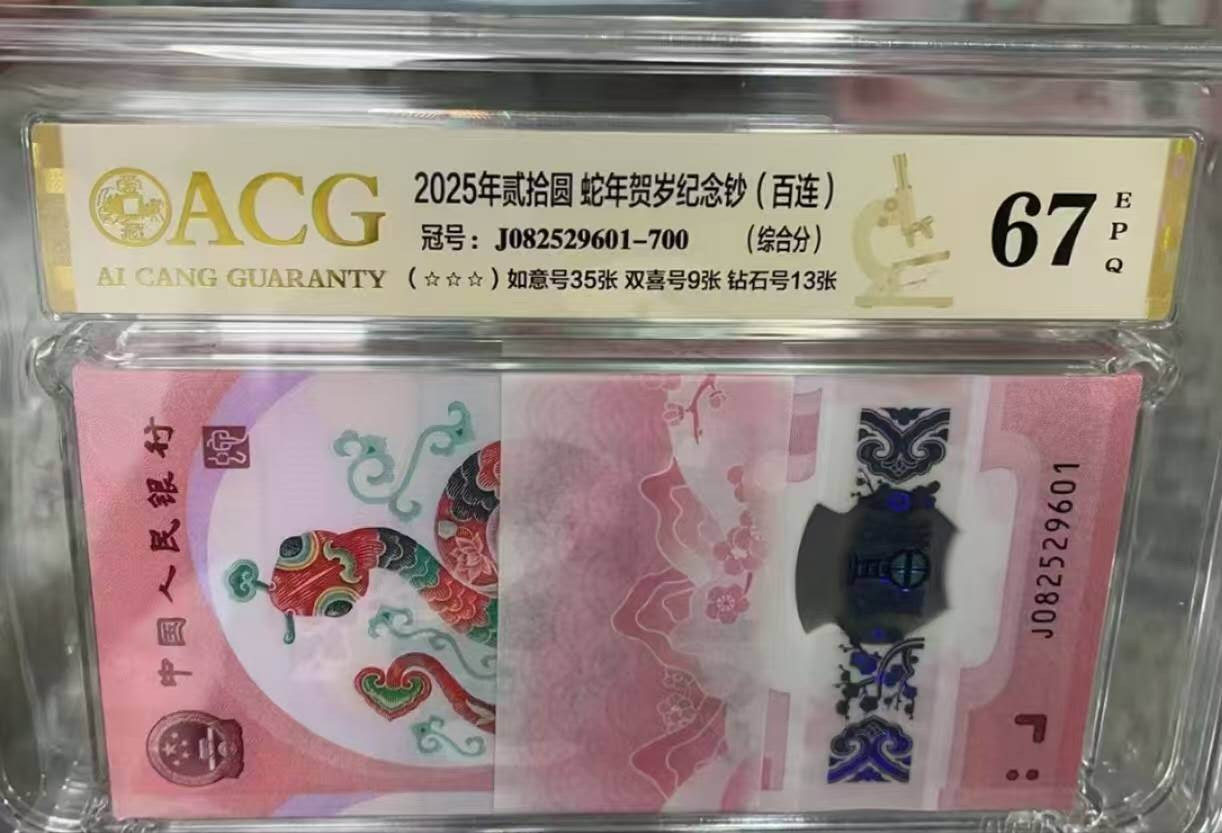 ACG
AI CANG GUARANTY
2025年贰拾圆 蛇年贺岁纪念钞（百连）
冠号：J082529601-700 （综合分）
（☆☆☆）如意号35张 双喜号9张 钻石号13张
67
EPQ
中国人民银行
J082529601